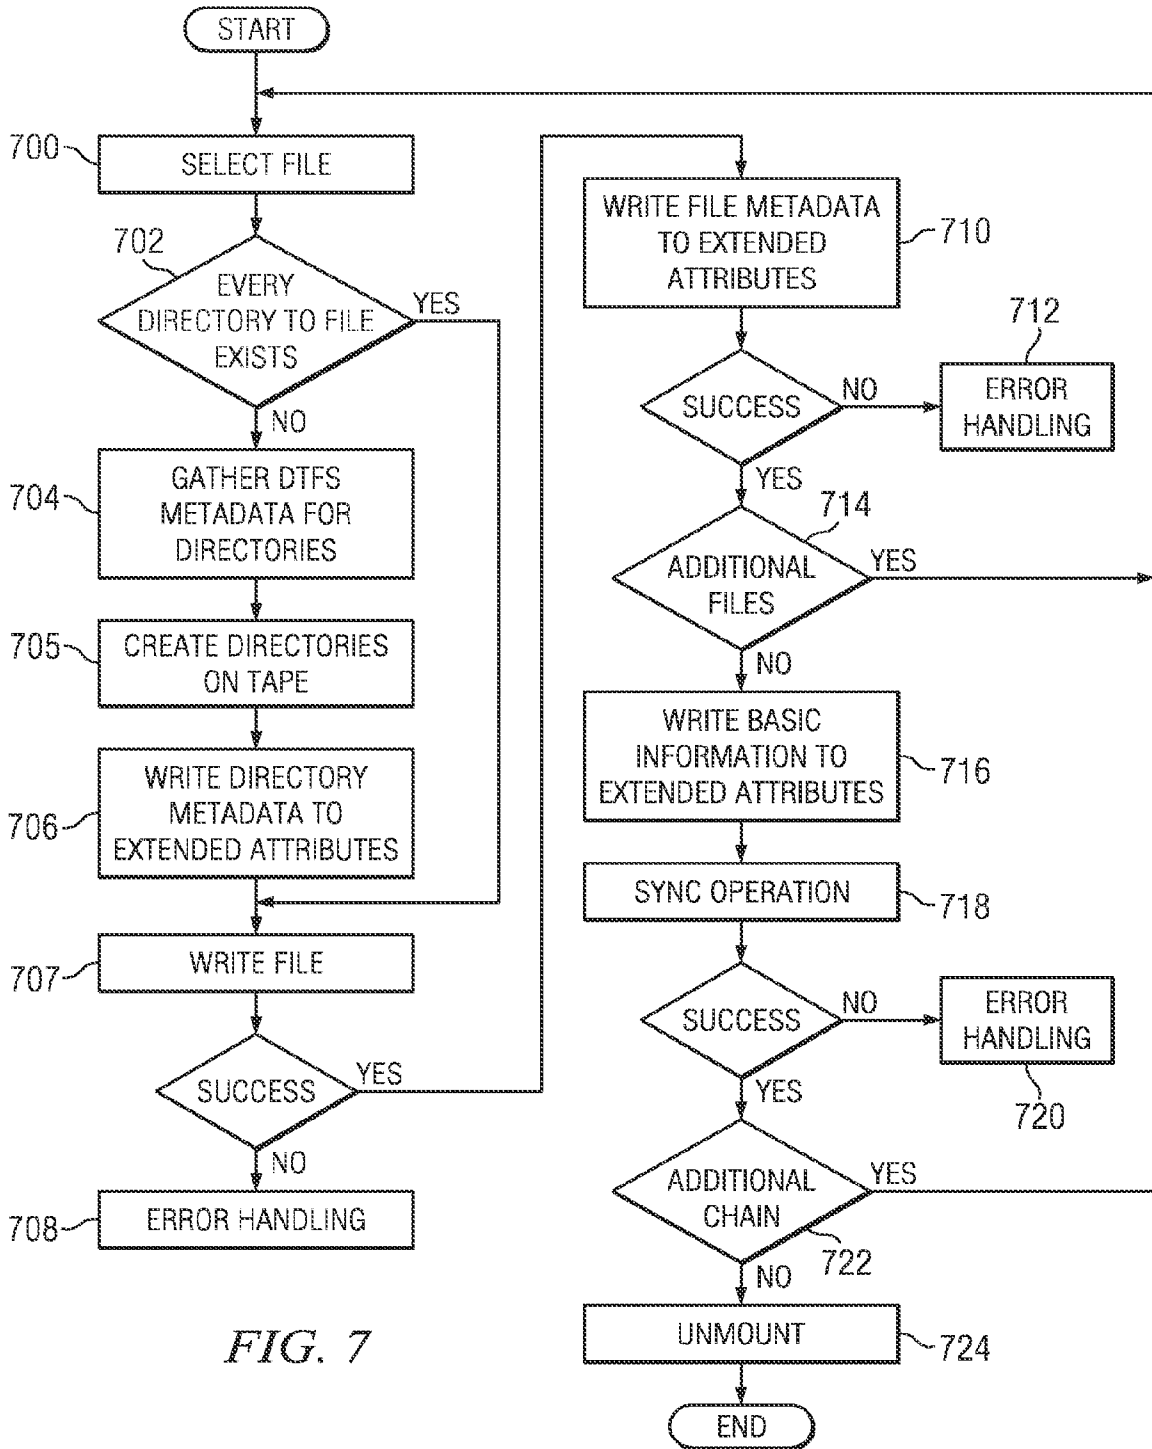 START
700
SELECT FILE
702
EVERY
DIRECTORY TO FILE
EXISTS
YES
NO
704
GATHER DTFS
METADATA FOR
DIRECTORIES
705
CREATE DIRECTORIES
ON TAPE
706
WRITE DIRECTORY
METADATA TO
EXTENDED ATTRIBUTES
707
WRITE FILE
SUCCESS
YES
NO
708
ERROR HANDLING
WRITE FILE METADATA
TO EXTENDED
ATTRIBUTES
710
SUCCESS
NO
712
ERROR
HANDLING
YES
714
ADDITIONAL
FILES
YES
NO
WRITE BASIC
INFORMATION TO
EXTENDED ATTRIBUTES
716
SYNC OPERATION
718
SUCCESS
NO
ERROR
HANDLING
720
YES
ADDITIONAL
CHAIN
YES
722
NO
UNMOUNT
724
END
FIG. 7